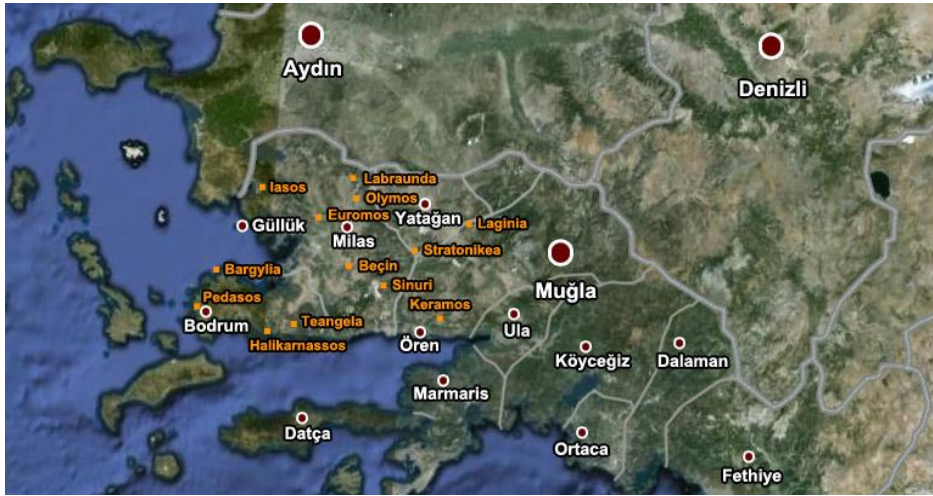 Aydın
Denizli
Labraunda
Iasos
Olymos
Yatağan
Euromos
Laginia
Güllük
Milas
Stratonikea
Bargylia
Beçin
Sinuri
Muğla
Pedasos
Bodrum
Keramos
Teangela
Ula
Halikarnassos
Ören
Köyceğiz
Dalaman
Marmaris
Datça
Ortaca
Fethiye